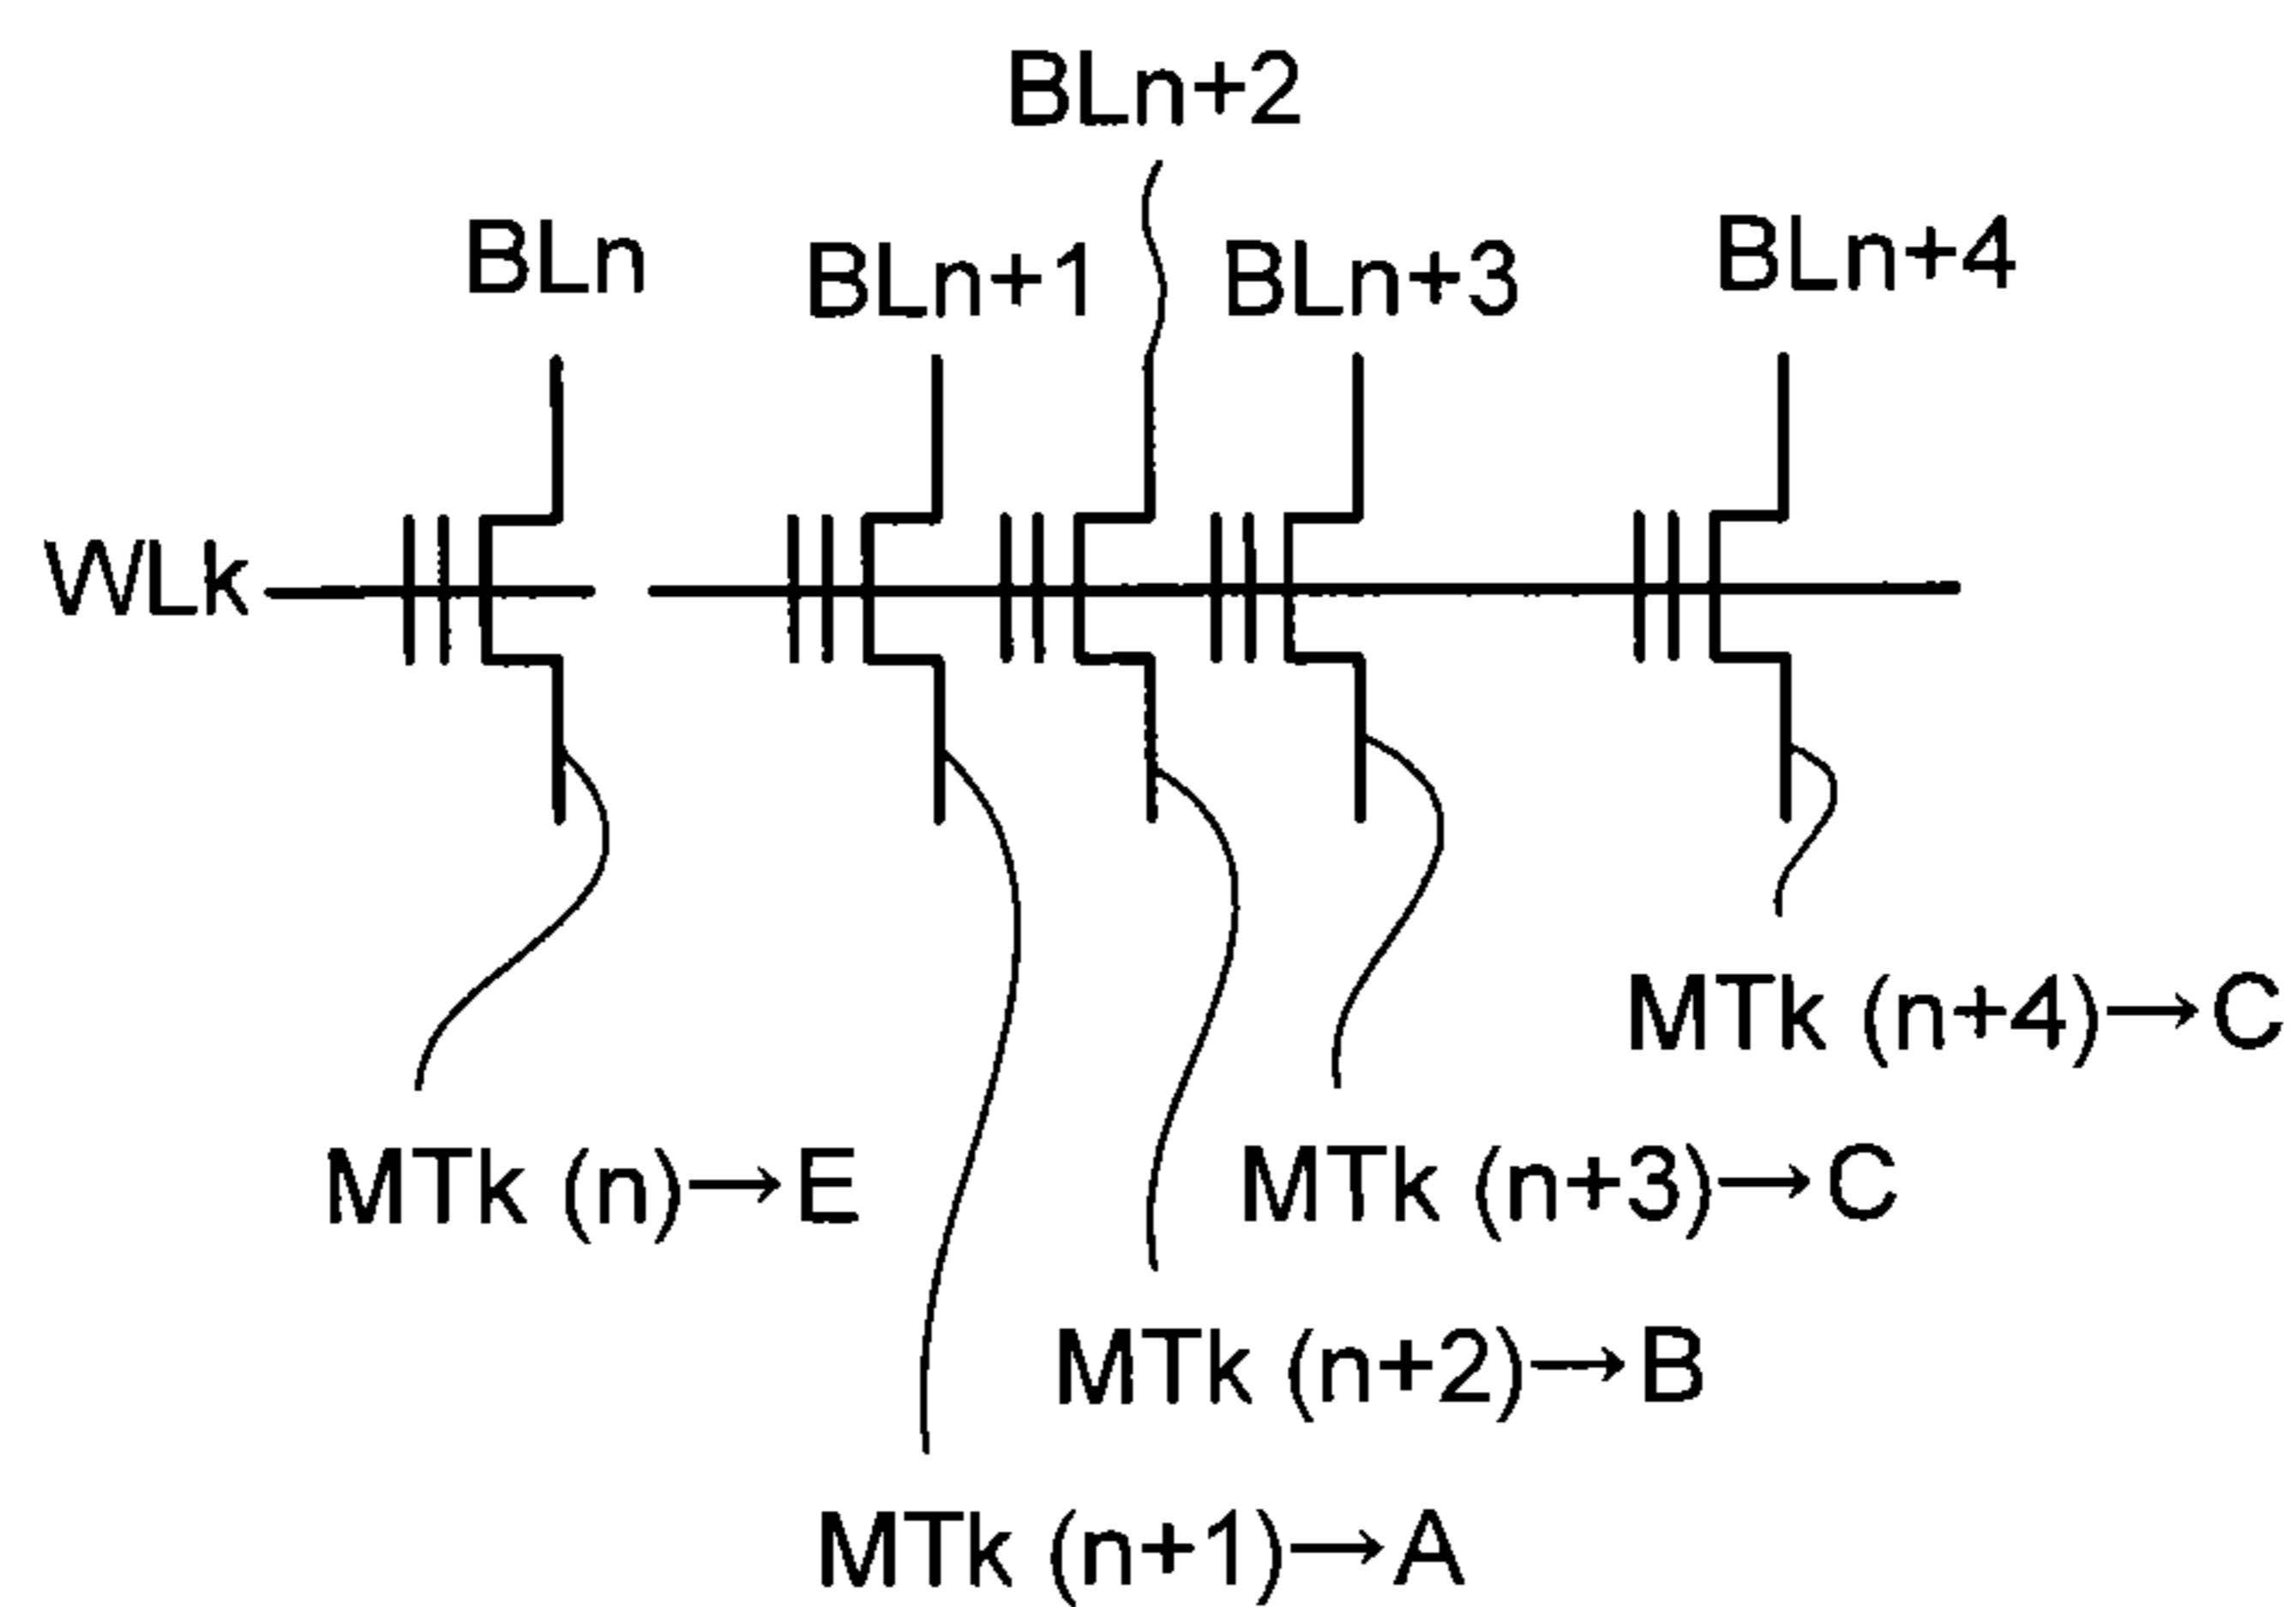 BLn+2
BLn
BLn+1
BLn+3
BLn+4
WLk
MTk (n+4)→C
MTk (n)→E
MTk (n+3)→C
MTk (n+2)→B
MTk (n+1)→A